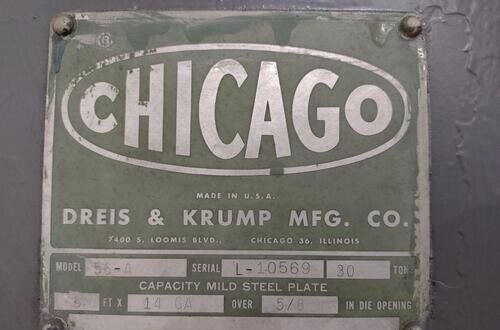 ®
CHICAGO
MADE IN U.S.A.
DREIS & KRUMP MFG. CO.
7400 S. LOOMIS BLVD., CHICAGO 36, ILLINOIS
MODEL 56-A SERIAL L-10569 30 TON
CAPACITY MILD STEEL PLATE
FT X 14 GA OVER 5/8 IN DIE OPENING